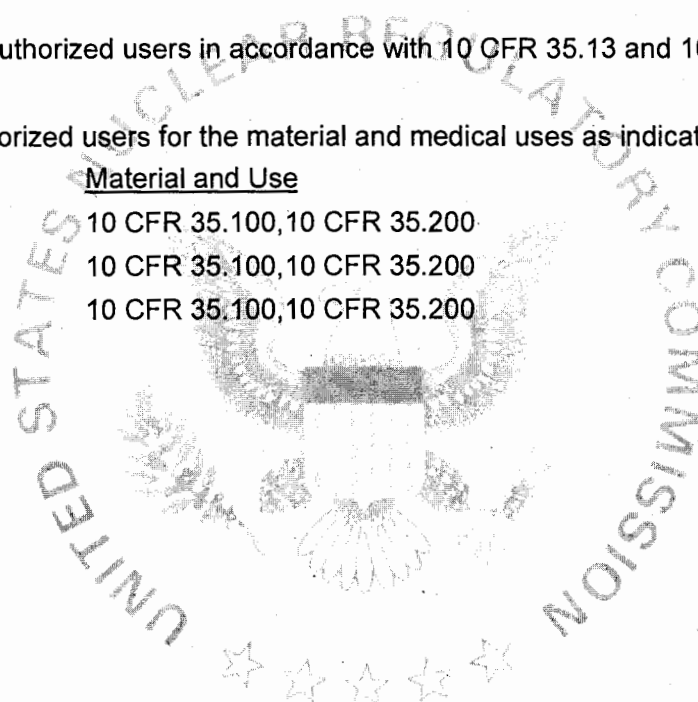 uthorized users in accordance with 10 CFR 35.13 and 10
orized users for the material and medical uses as indicat
Material and Use
10 CFR 35.100,10 CFR 35.200
10 CFR 35.100,10 CFR 35.200
10 CFR 35.100,10 CFR 35.200
UNITED STATES NUCLEAR REGULATORY COMMISSION